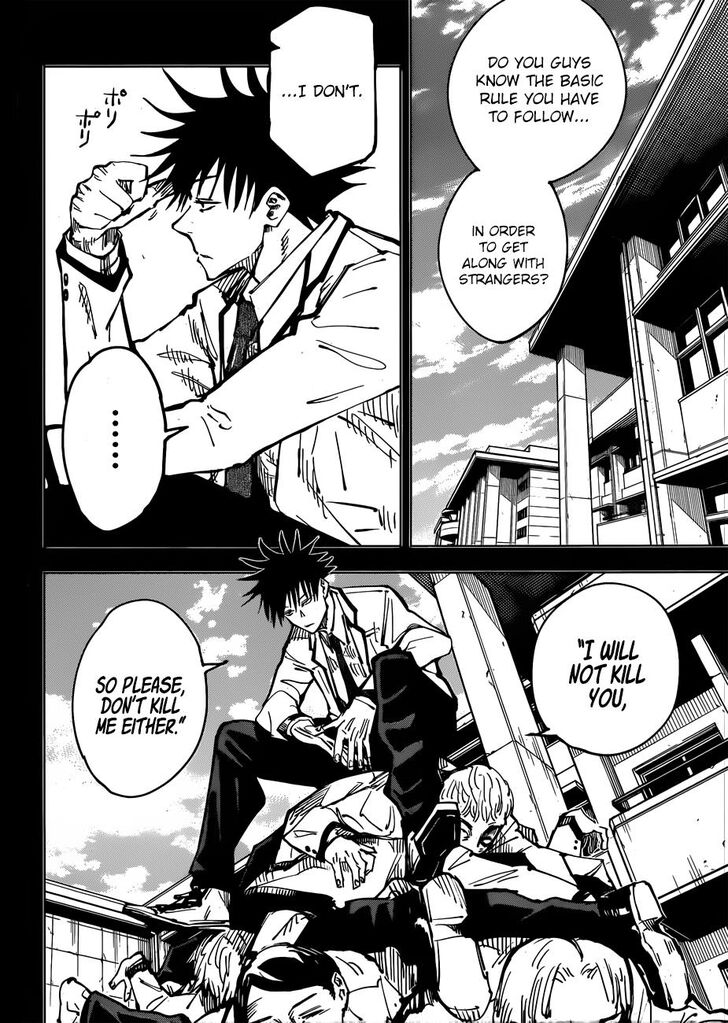 DO YOU GUYS
KNOW THE BASIC
RULE YOU HAVE
TO FOLLOW...
IN ORDER
TO GET
ALONG WITH
STRANGERS?
...I DON'T.
ポリ
ポリ
......
"I WILL
NOT KILL
YOU,
SO PLEASE,
DON'T KILL
ME EITHER."